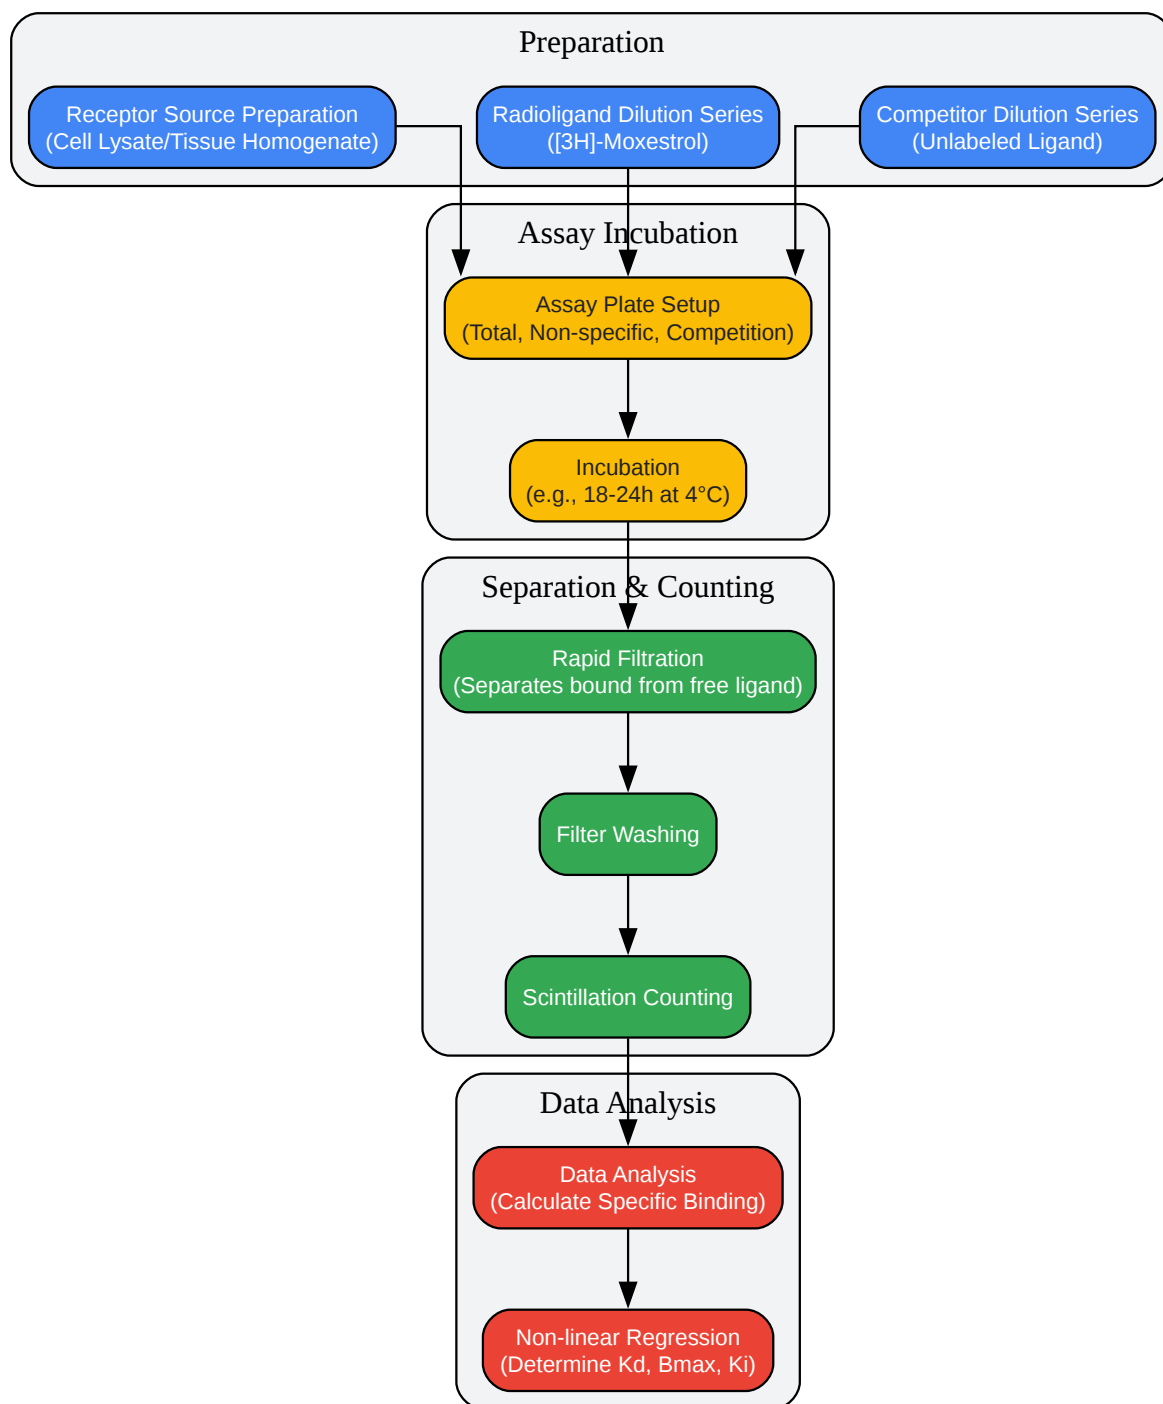 Preparation
Receptor Source Preparation
(Cell Lysate/Tissue Homogenate)
Radioligand Dilution Series
([3H]-Moxestrol)
Competitor Dilution Series
(Unlabeled Ligand)
Assay Incubation
Assay Plate Setup
(Total, Non-specific, Competition)
Incubation
(e.g., 18-24h at 4°C)
Separation & Counting
Rapid Filtration
(Separates bound from free ligand)
Filter Washing
Scintillation Counting
Data Analysis
Data Analysis
(Calculate Specific Binding)
Non-linear Regression
(Determine Kd, Bmax, Ki)